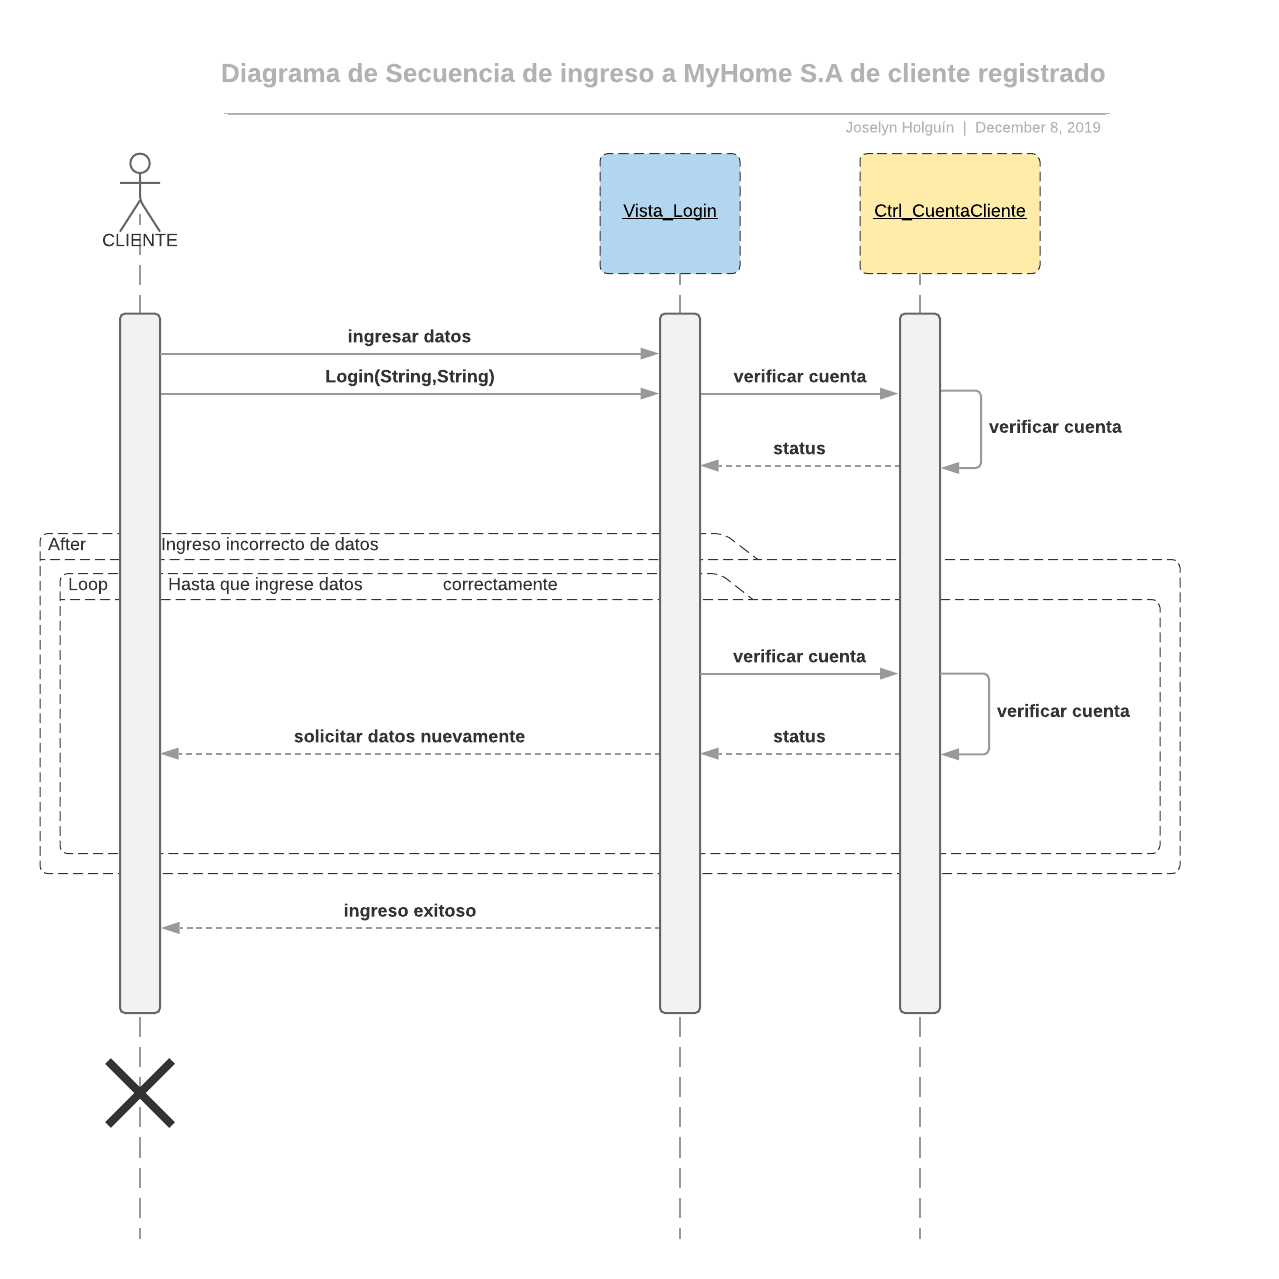 Diagrama de Secuencia de ingreso a MyHome S.A de cliente registrado
Joselyn Holguín | December 8, 2019
CLIENTE
Vista_Login
Ctrl_CuentaCliente
ingresar datos
Login(String,String)
verificar cuenta
verificar cuenta
status
After Ingreso incorrecto de datos
Loop Hasta que ingrese datos correctamente
verificar cuenta
verificar cuenta
solicitar datos nuevamente
status
ingreso exitoso